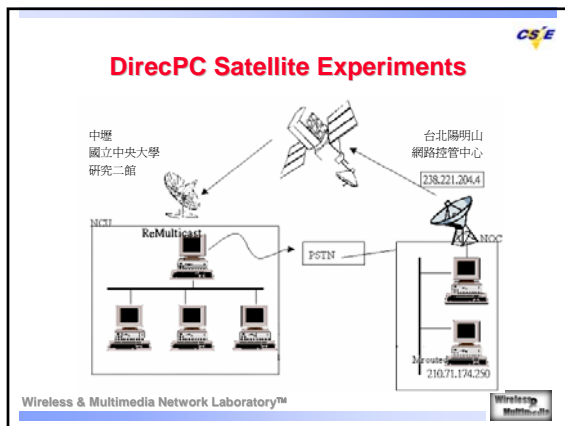 CSIE
DirecPC Satellite Experiments
中壢
國立中央大學
研究二館
台北陽明山
網路控管中心
238.221.204.4
NCU
ReMulticast
PSTN
NOC
Mrouted
210.71.174.250
Wireless & Multimedia Network Laboratory™
Wireless
Multimedia